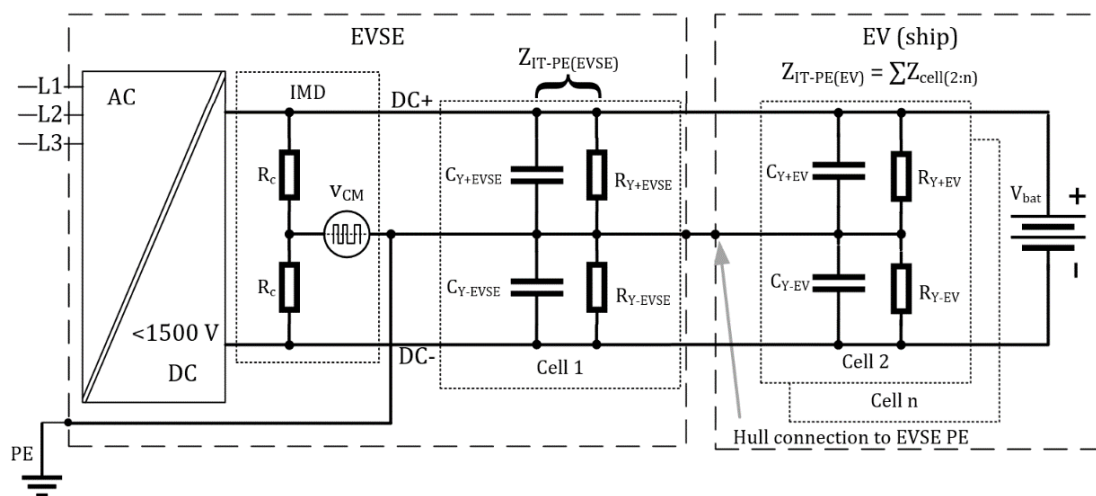 EVSE
EV (ship)
Z_IT-PE(EVSE)
Z_IT-PE(EV) = ∑Z_cell(2:n)
L1
L2
L3
AC
IMD
DC+
R_c
v_CM
C_Y+EVSE
R_Y+EVSE
C_Y+EV
R_Y+EV
V_bat
+
-
R_c
C_Y-EVSE
R_Y-EVSE
C_Y-EV
R_Y-EV
<1500 V
DC
DC-
Cell 1
Cell 2
Cell n
PE
Hull connection to EVSE PE